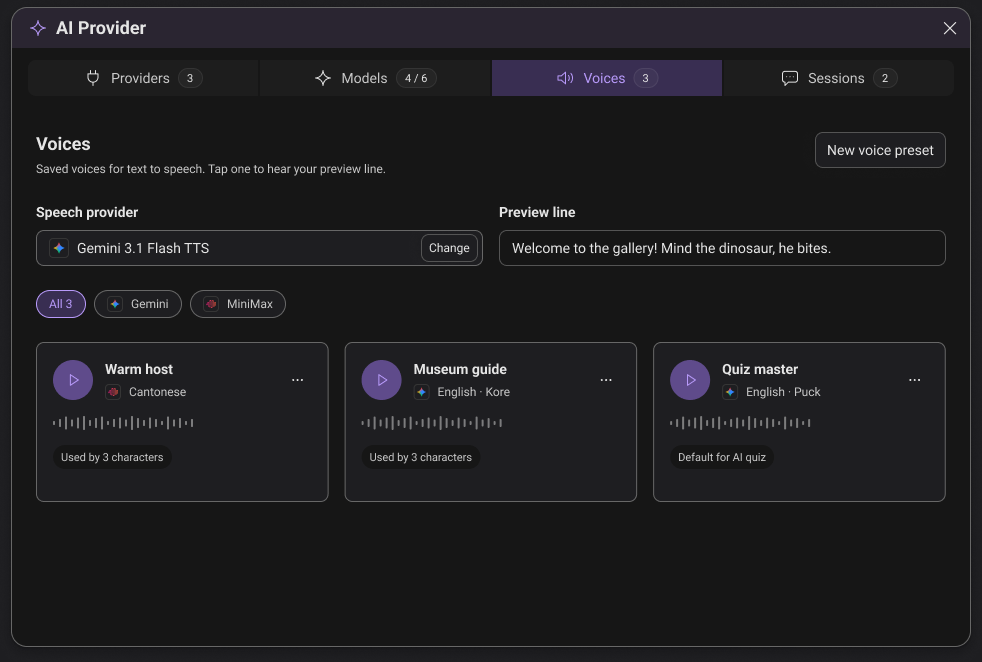 AI Provider
Providers 3
Models 4 / 6
Voices 3
Sessions 2
Voices
Saved voices for text to speech. Tap one to hear your preview line.
New voice preset
Speech provider
Gemini 3.1 Flash TTS
Change
Preview line
Welcome to the gallery! Mind the dinosaur, he bites.
All 3
Gemini
MiniMax
Warm host
Cantonese
Used by 3 characters
Museum guide
English · Kore
Used by 3 characters
Quiz master
English · Puck
Default for AI quiz